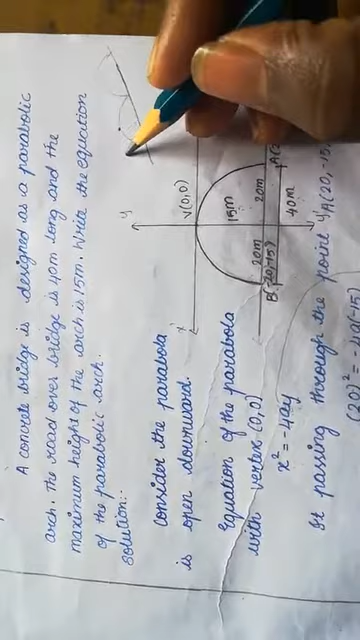 A concrete bridge is designed as a parabolic
arch. The road over bridge is 40m long and the
maximum height of the arch is 15m. Write the equation
of the parabolic arch.
Solution:-
Consider the parabola
is open downward.
Equation of the parabola
with vertex (0,0)
x² = -4ay
It passing through the point A(20,-15)
(20)² = -4a(-15)
y
V(0,0)
x'
15m
20m
20m
B(-20,-15)
A(2
40m
y'